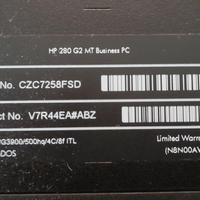 HP 280 G2 MT Business PC
No. CZC7258FSD
ct No. V7R44EA#ABZ
G3900/500hq/4C/8f ITL
Limited Warr
DOS
(N8N00AV